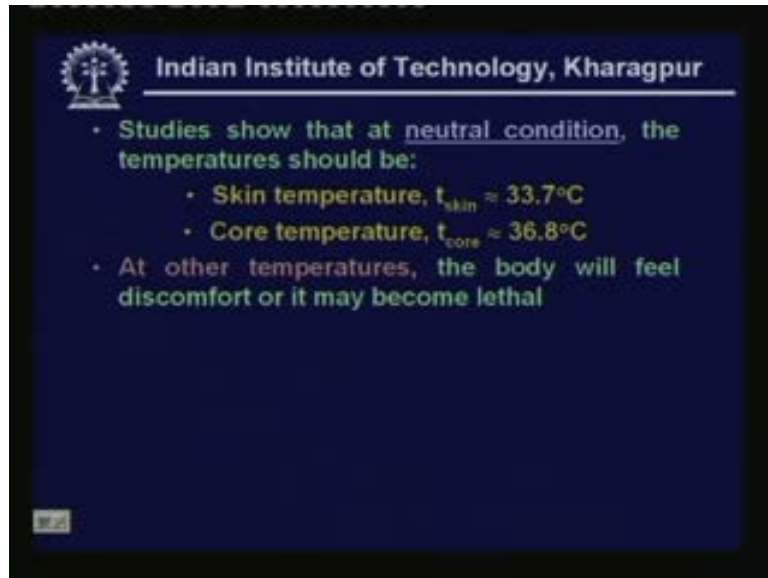 Indian Institute of Technology, Kharagpur
• Studies show that at neutral condition, the
temperatures should be:
• Skin temperature, tskin ≈ 33.7°C
• Core temperature, tcore ≈ 36.8°C
• At other temperatures, the body will feel
discomfort or it may become lethal